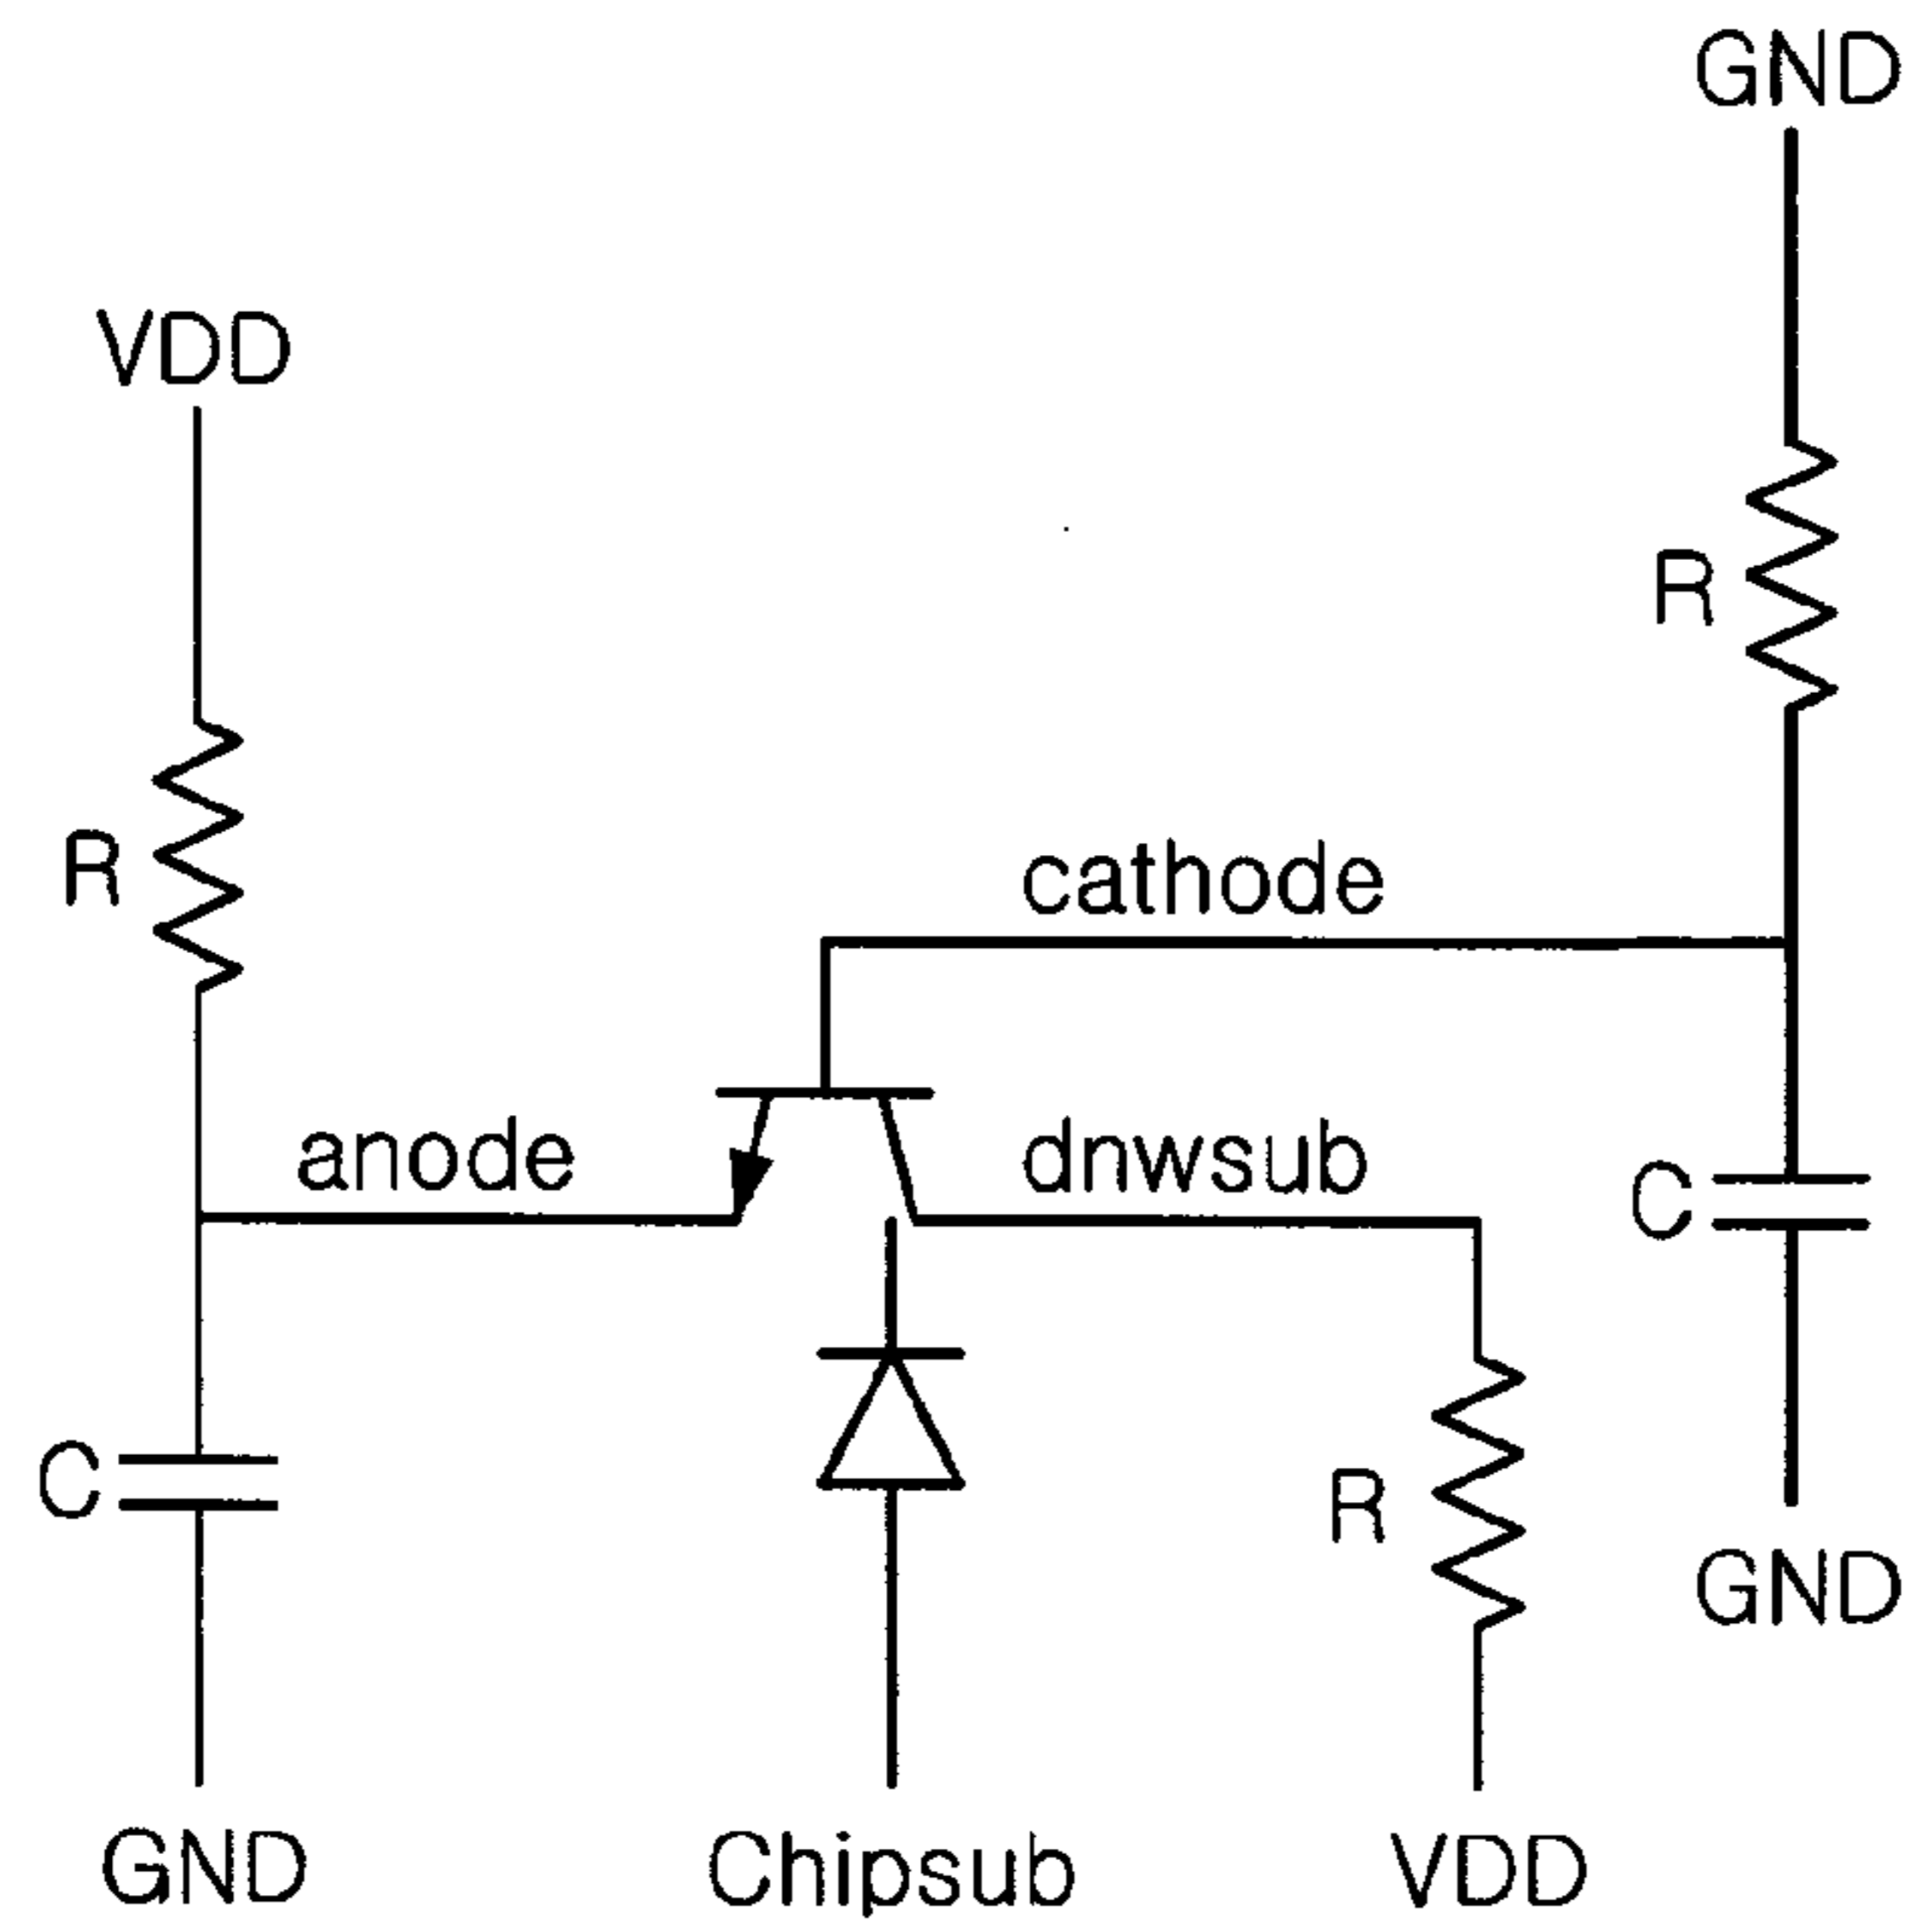 GND
VDD
R
R
cathode
anode
dnwsub
C
C
R
GND
GND
Chipsub
VDD